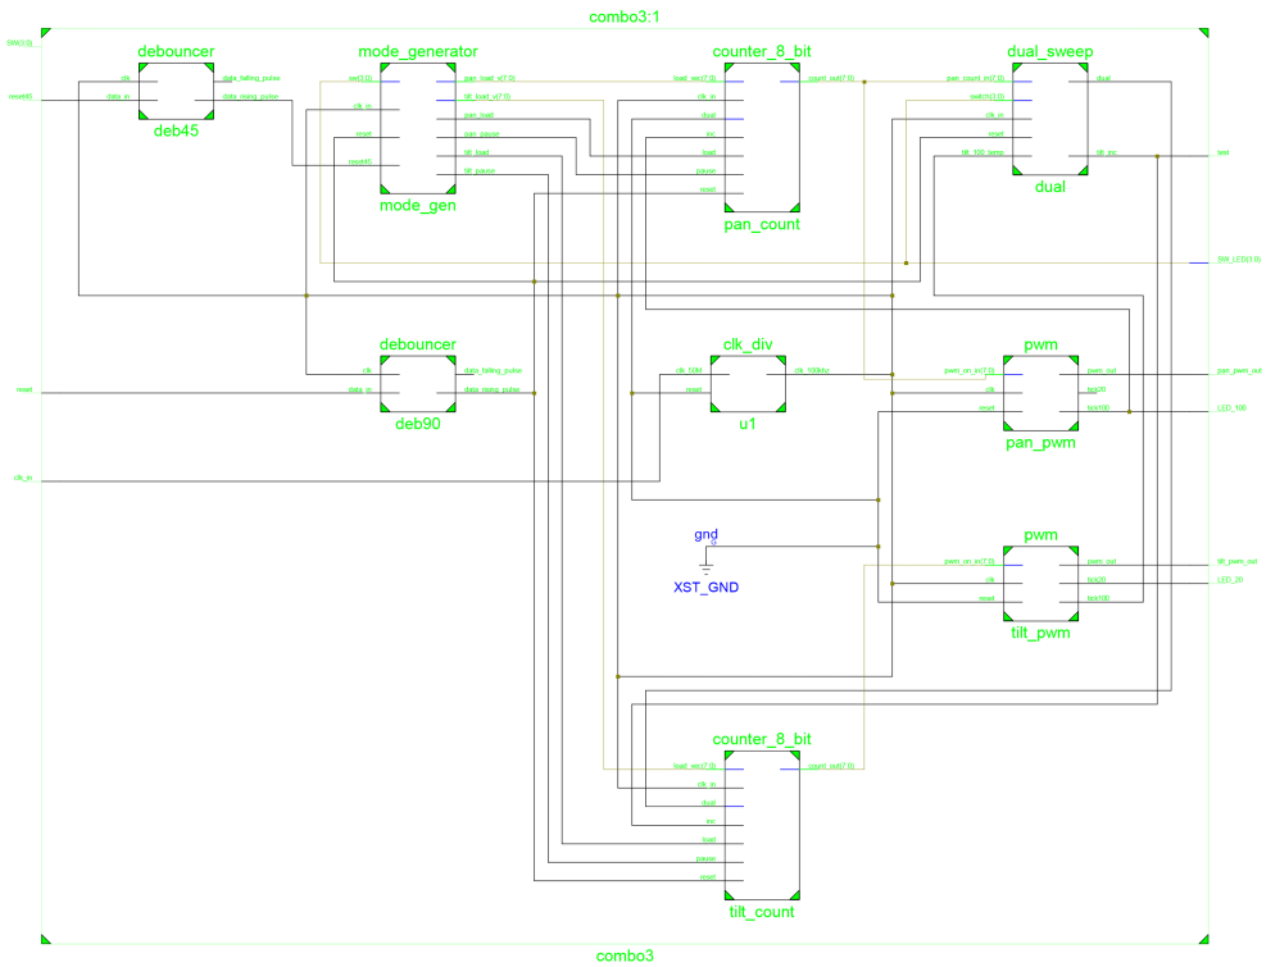 combo3:1
SW(3:0)
debouncer
clk
data_falling_pulse
reset45
data-in
data_rising_pulse
deb45
mode_generator
sel(3:0)
pan_load_v(7:0)
tilt_load_v(7:0)
clk_in
pan_load
reset
pan_pause
tilt_load
reset45
tilt_pause
mode_gen
counter_8_bit
load_vec(7:0)
count_out(7:0)
clk_in
dual
inc
load
pause
reset
pan_count
dual_sweep
pan_count_in(7:0)
dual
switch(3:0)
clk_in
reset
tilt_100_temp
tilt_inc
test
dual
SW_LED(3:0)
debouncer
clk
data_falling_pulse
reset
data_in
data_rising_pulse
deb90
clk_div
clk_50M
clk_100khz
reset
u1
pwm
pwm_on_in(7:0)
pwm_out
pan_pwm_out
clk
tick20
reset
tick100
LED_100
pan_pwm
clk_in
gnd
G
XST_GND
pwm
pwm_on_in(7:0)
pwm_out
tilt_pwm_out
clk
tick20
LED_20
reset
tick100
tilt_pwm
counter_8_bit
load_vec(7:0)
count_out(7:0)
clk_in
dual
inc
load
pause
reset
tilt_count
combo3